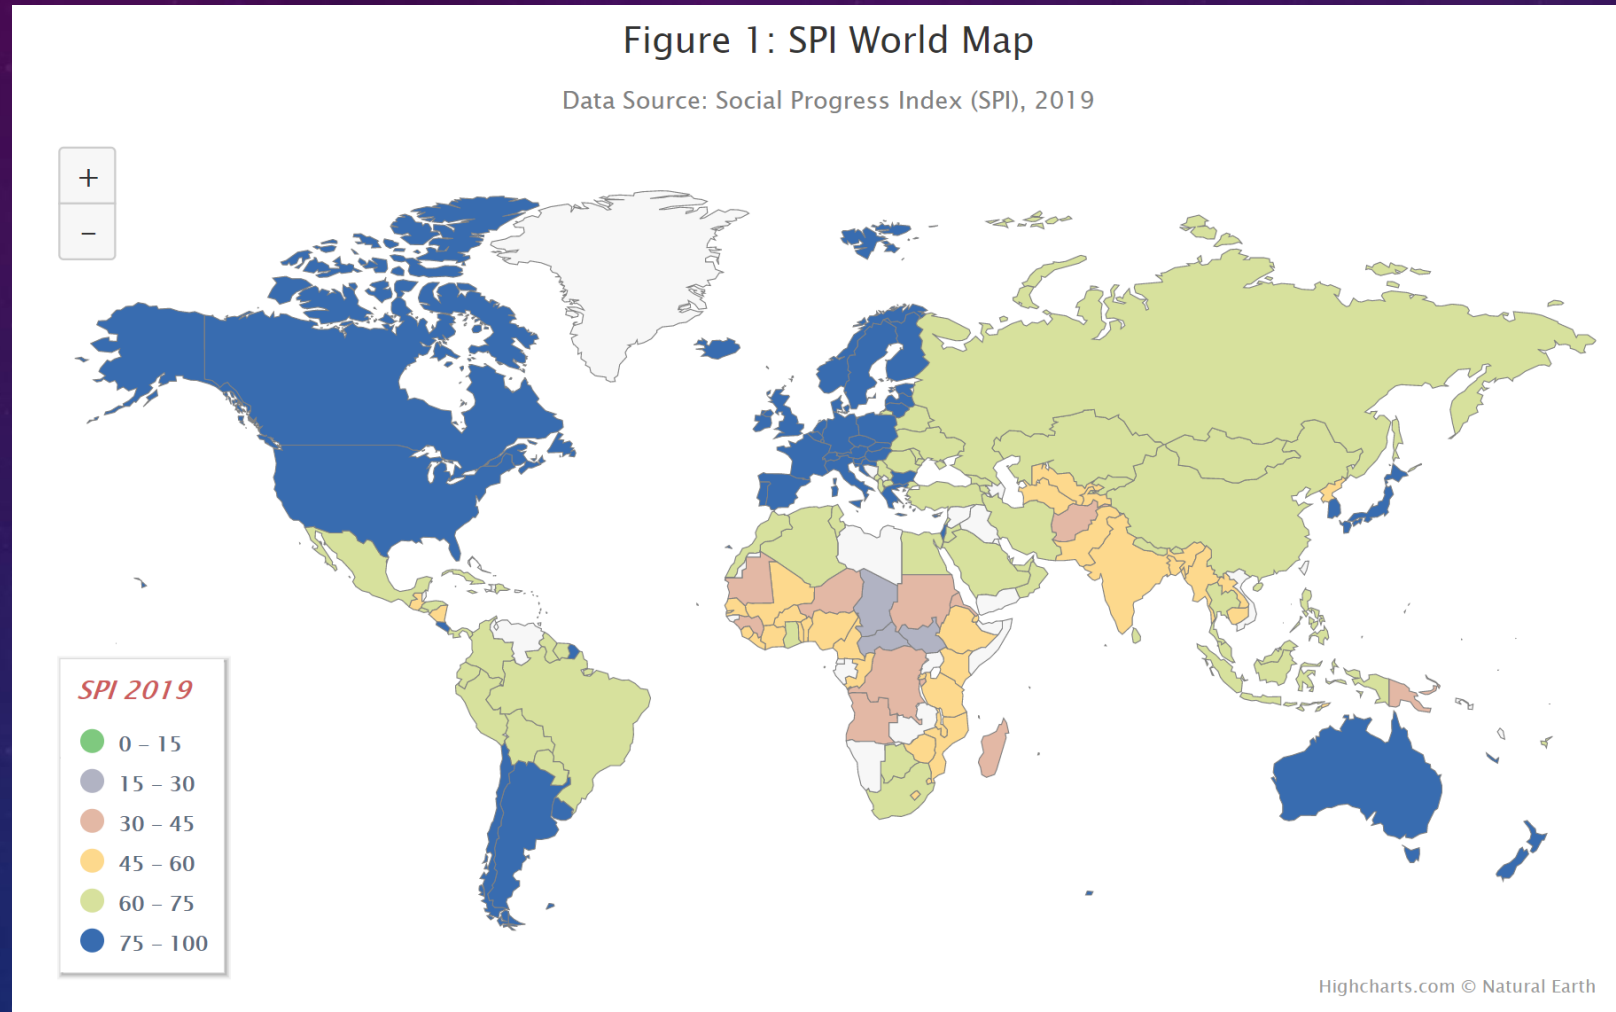 Figure 1: SPI World Map
Data Source: Social Progress Index (SPI), 2019
+
−
SPI 2019
0 – 15
15 – 30
30 – 45
45 – 60
60 – 75
75 – 100
Highcharts.com © Natural Earth